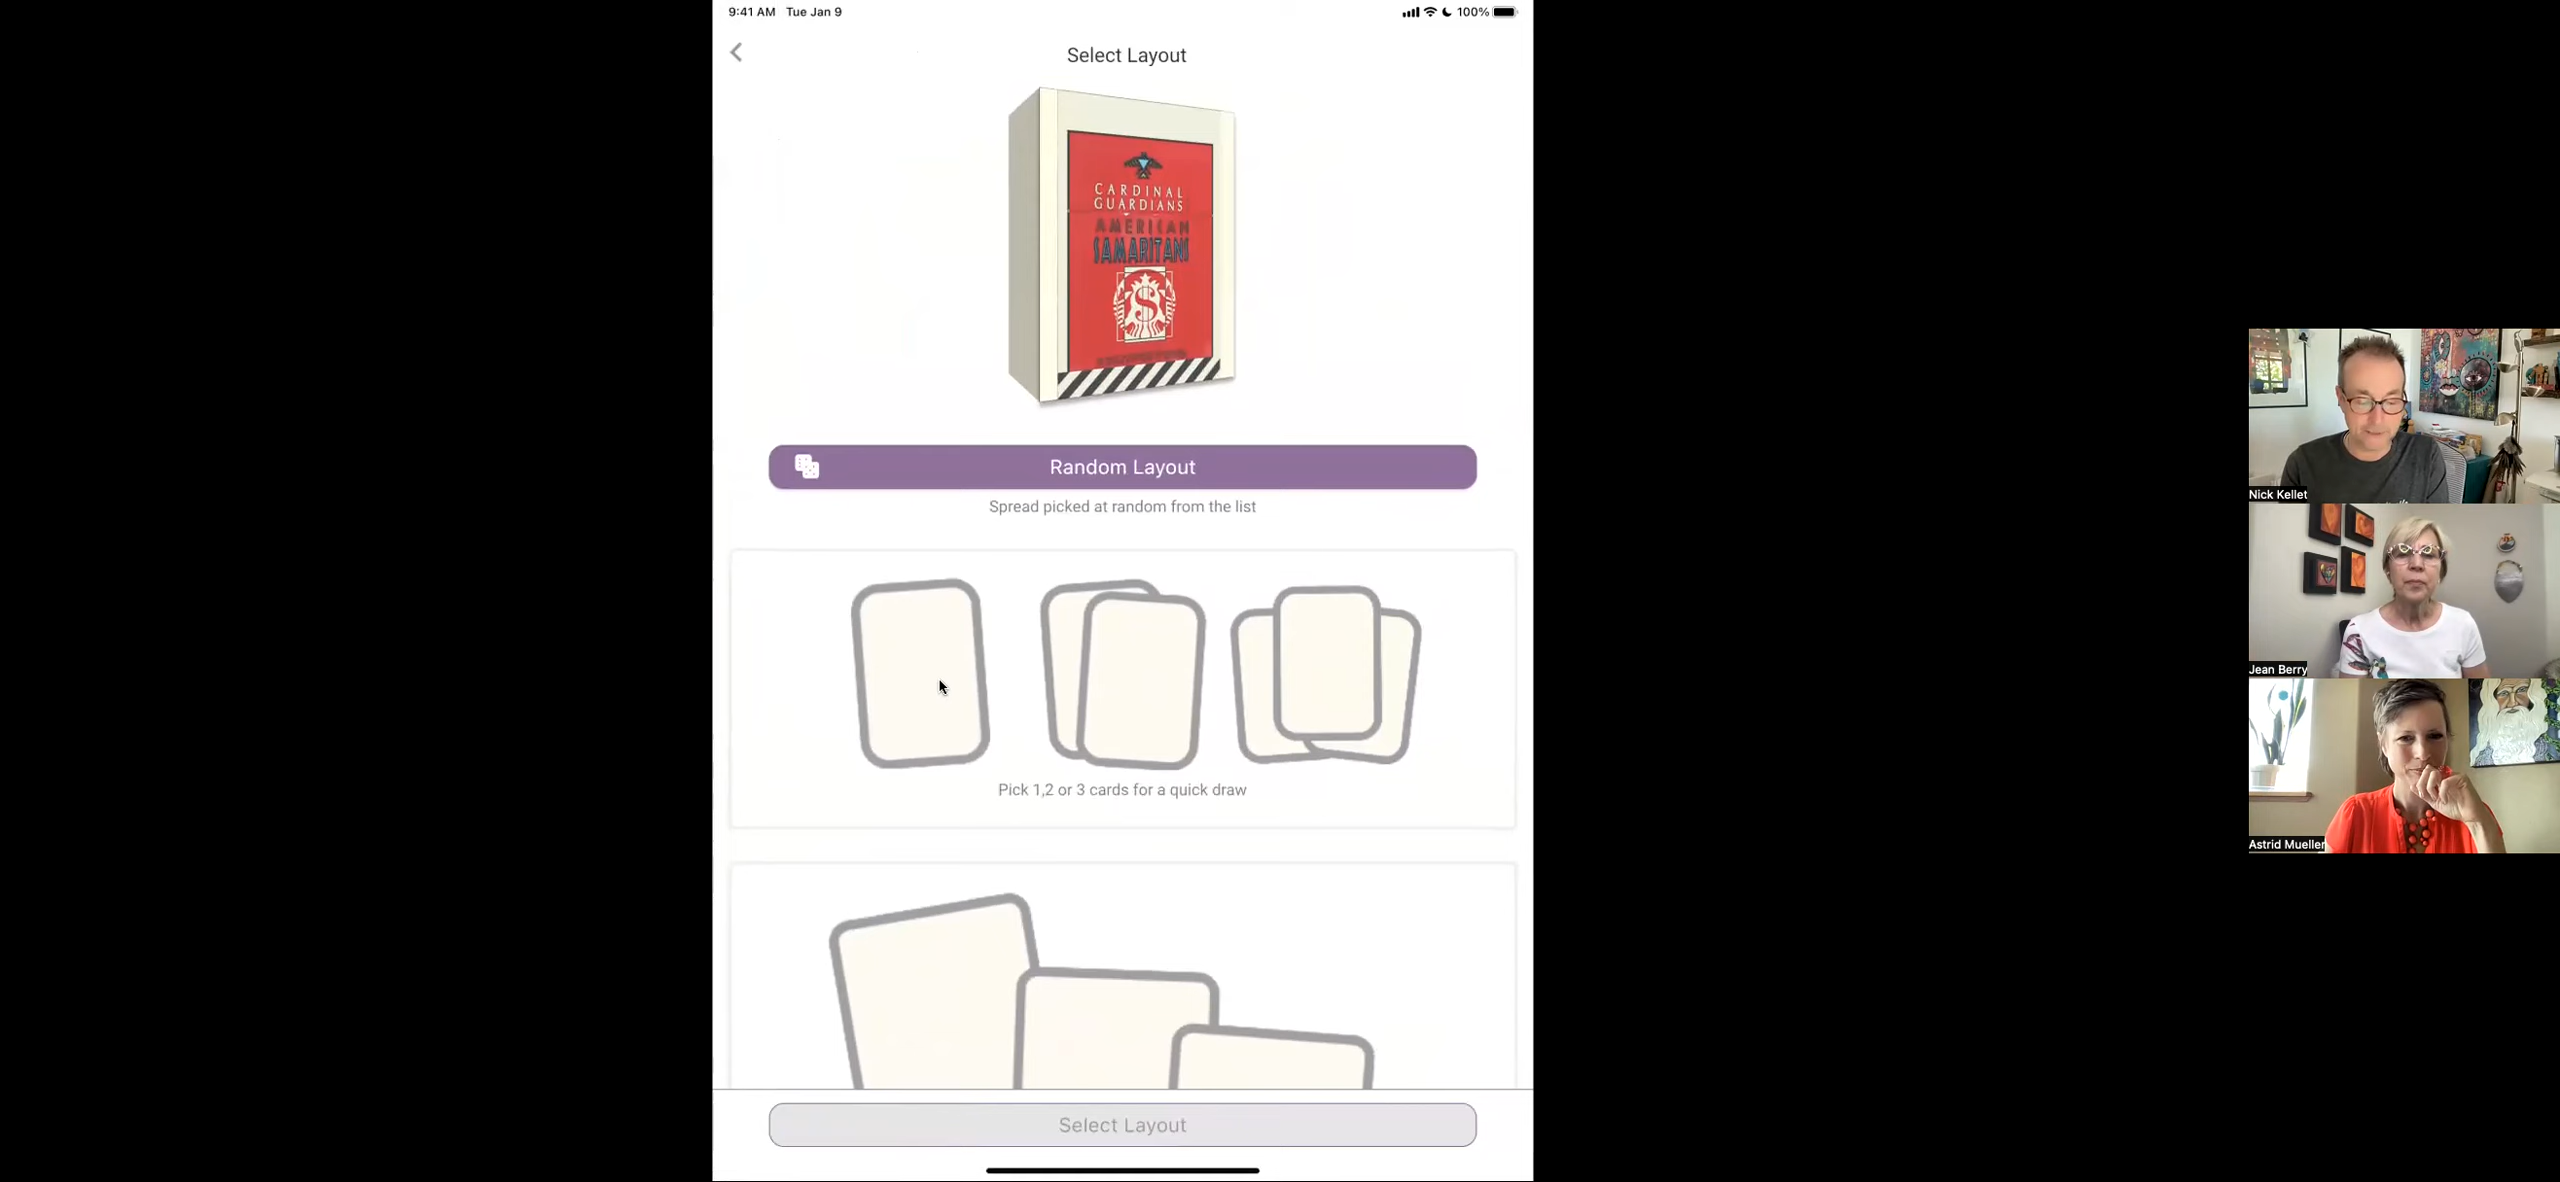 9:41 AM Tue Jan 9
100%
Select Layout
CARDINAL
GUARDIANS
AMERICAN
SAMARITANS
S
Random Layout
Spread picked at random from the list
Pick 1,2 or 3 cards for a quick draw
Select Layout
Nick Kellet
Jean Berry
Astrid Mueller